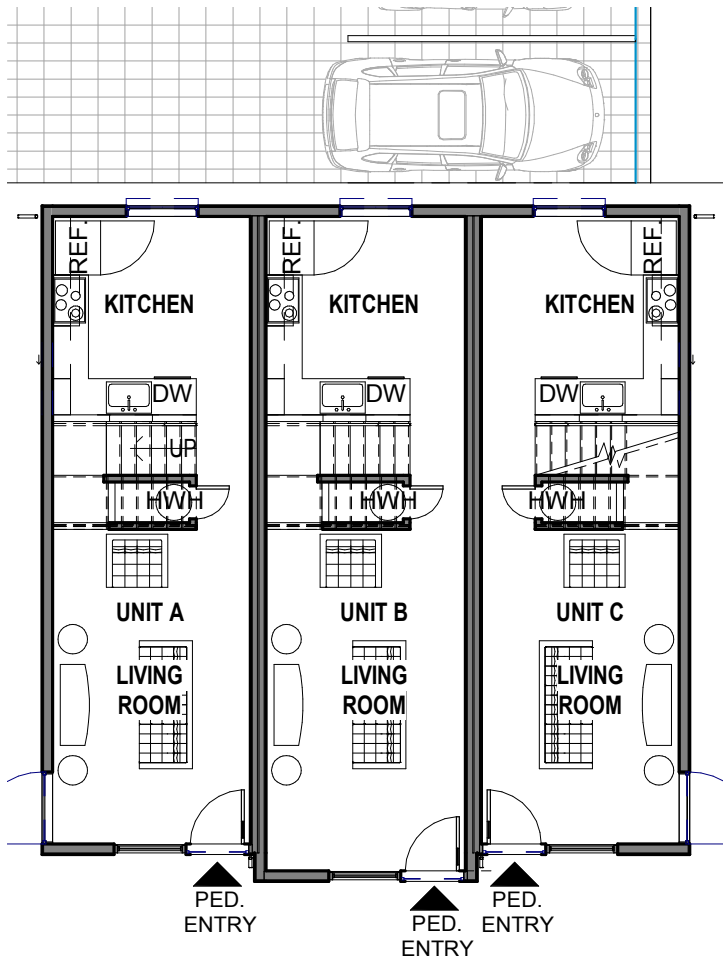 REF.
REF.
REF.
KITCHEN
KITCHEN
KITCHEN
DW
DW
DW
UP
HWH
HWH
HWH
UNIT A
UNIT B
UNIT C
LIVING
ROOM
LIVING
ROOM
LIVING
ROOM
PED.
ENTRY
PED.
ENTRY
PED.
ENTRY